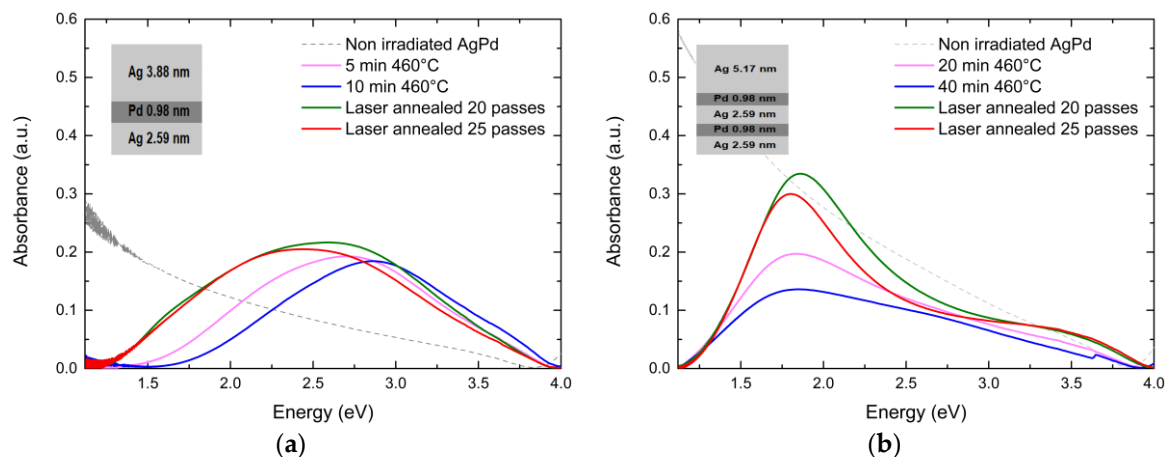 0.6
0.5
0.4
0.3
0.2
0.1
0.0
Absorbance (a.u.)
Ag 3.88 nm
Pd 0.98 nm
Ag 2.59 nm
Non irradiated AgPd
5 min 460°C
10 min 460°C
Laser annealed 20 passes
Laser annealed 25 passes
1.5 2.0 2.5 3.0 3.5 4.0
Energy (eV)
(a)
0.6
0.5
0.4
0.3
0.2
0.1
0.0
Absorbance (a.u.)
Ag 5.17 nm
Pd 0.98 nm
Ag 2.59 nm
Pd 0.98 nm
Ag 2.59 nm
Non irradiated AgPd
20 min 460°C
40 min 460°C
Laser annealed 20 passes
Laser annealed 25 passes
1.5 2.0 2.5 3.0 3.5 4.0
Energy (eV)
(b)